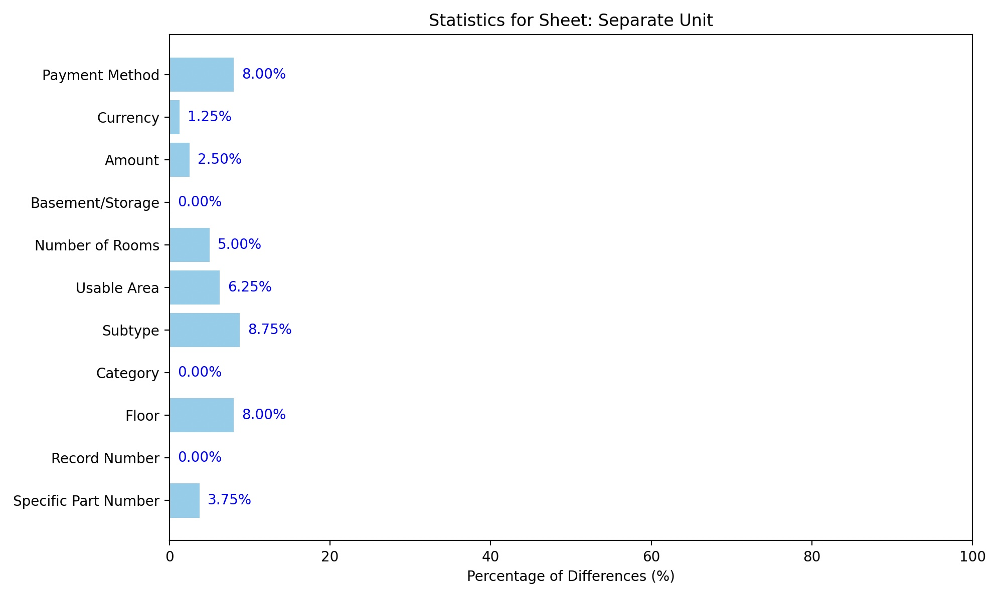 Statistics for Sheet: Separate Unit
Payment Method 8.00%
Currency 1.25%
Amount 2.50%
Basement/Storage 0.00%
Number of Rooms 5.00%
Usable Area 6.25%
Subtype 8.75%
Category 0.00%
Floor 8.00%
Record Number 0.00%
Specific Part Number 3.75%
0 20 40 60 80 100
Percentage of Differences (%)